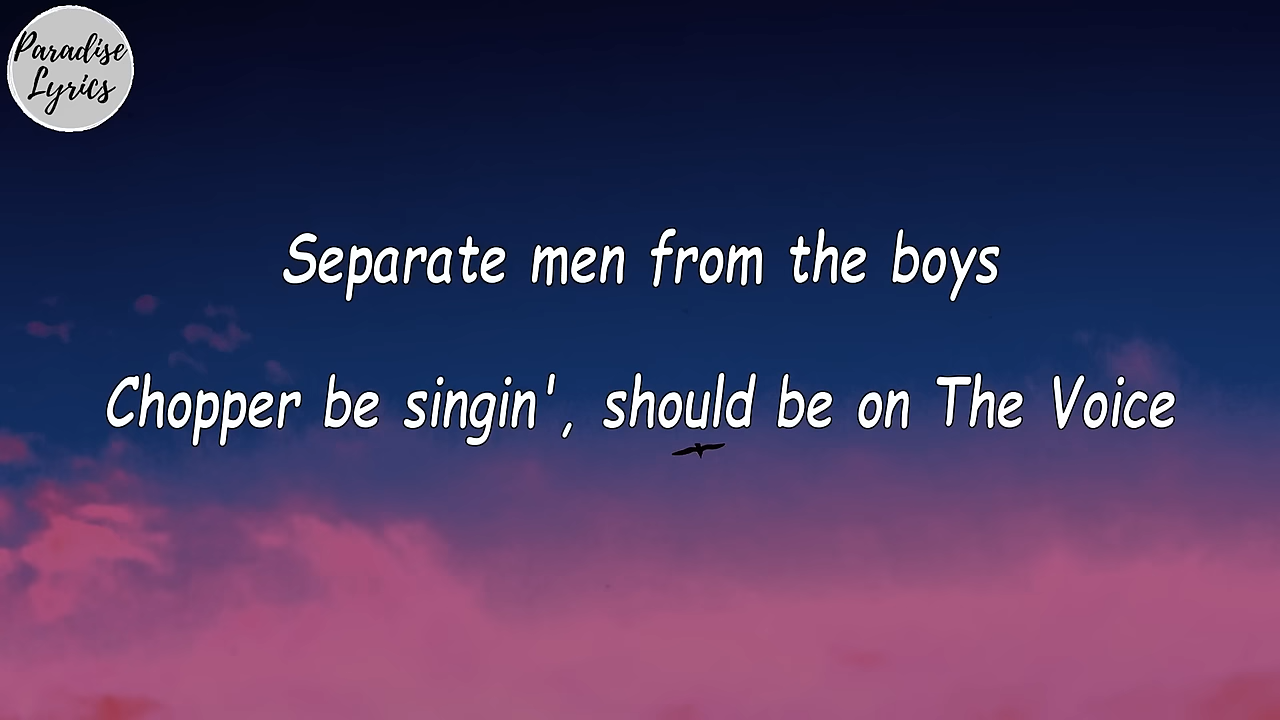 Paradise
Lyrics
Separate men from the boys
Chopper be singin', should be on The Voice